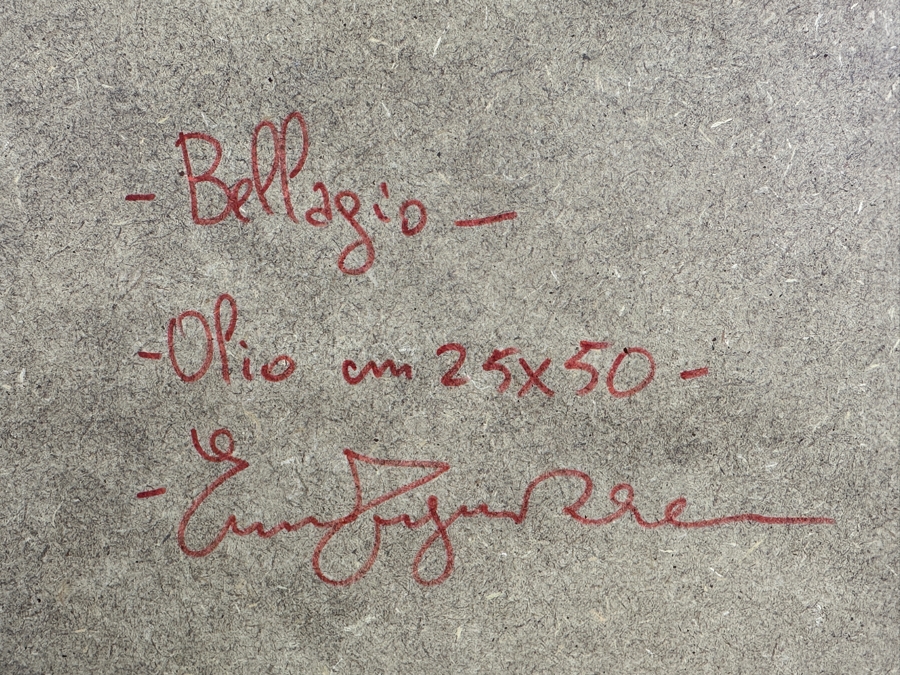 - Bellagio -
- Olio cm 25x50 -
-